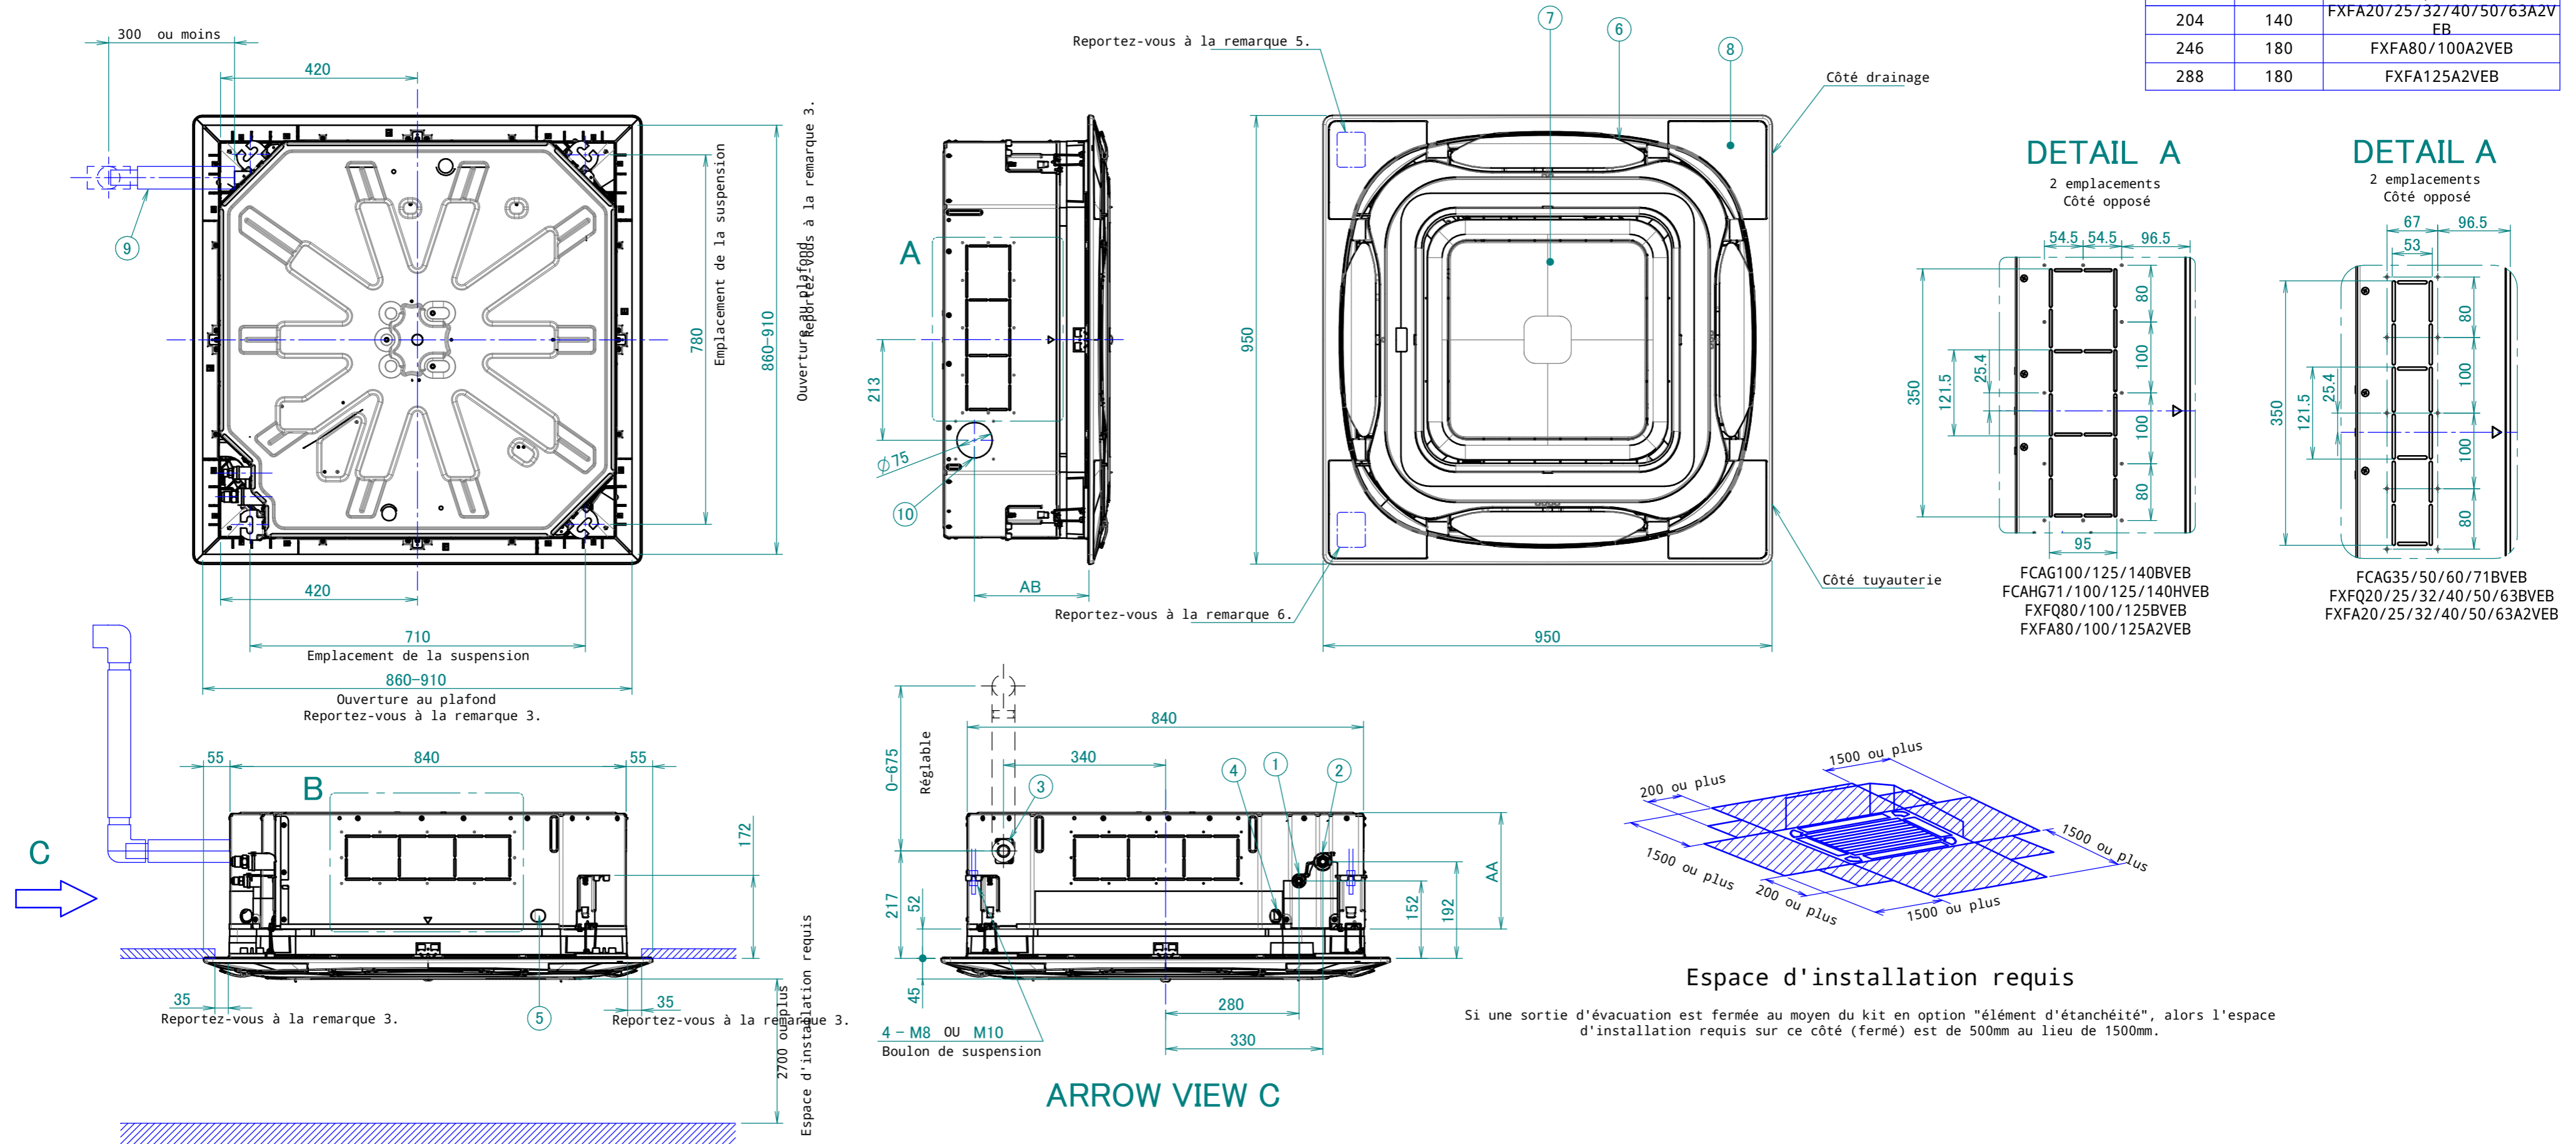 204 140 FXFA20/25/32/40/50/63A2V
EB
246 180 FXFA80/100A2VEB
288 180 FXFA125A2VEB
300 ou moins
420
9
780
Emplacement de la suspension
860-910
Ouverture au plafond
Reportez-vous à la remarque 3.
420
710
Emplacement de la suspension
860-910
Ouverture au plafond
Reportez-vous à la remarque 3.
A
213
Ø75
10
AB
Reportez-vous à la remarque 5.
7
6
8
Côté drainage
950
Reportez-vous à la remarque 6.
Côté tuyauterie
950
DETAIL A
2 emplacements
Côté opposé
54.5 54.5 96.5
350
121.5
25.4
80
100
100
80
95
FCAG100/125/140BVEB
FCAHG71/100/125/140HVEB
FXFQ80/100/125BVEB
FXFA80/100/125A2VEB
DETAIL A
2 emplacements
Côté opposé
67 96.5
53
350
121.5
25.4
80
100
100
80
FCAG35/50/60/71BVEB
FXFQ20/25/32/40/50/63BVEB
FXFA20/25/32/40/50/63A2VEB
C
55 840 55
B
172
35
Reportez-vous à la remarque 3.
5
35
Reportez-vous à la remarque 3.
2700 ou plus
Espace d'installation requis
840
0-675
Réglable
340
3
4
1
2
217
52
45
152
192
AA
280
330
4 - M8 OU M10
Boulon de suspension
ARROW VIEW C
1500 ou plus
200 ou plus
1500 ou plus
1500 ou plus
200 ou plus
1500 ou plus
Espace d'installation requis
Si une sortie d'évacuation est fermée au moyen du kit en option "élément d'étanchéité", alors l'espace
d'installation requis sur ce côté (fermé) est de 500mm au lieu de 1500mm.